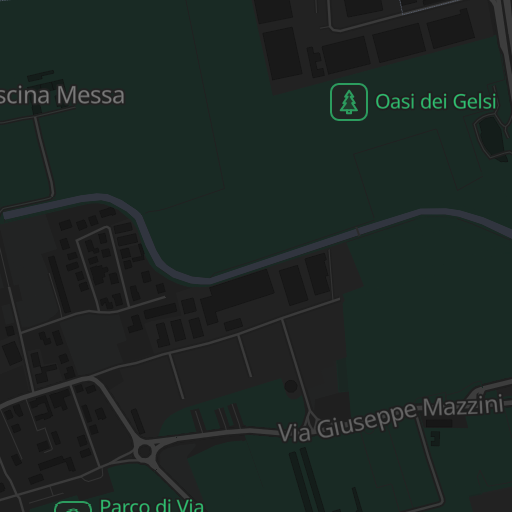 scina Messa
Oasi dei Gelsi
Via Giuseppe Mazzini
Parco di Via